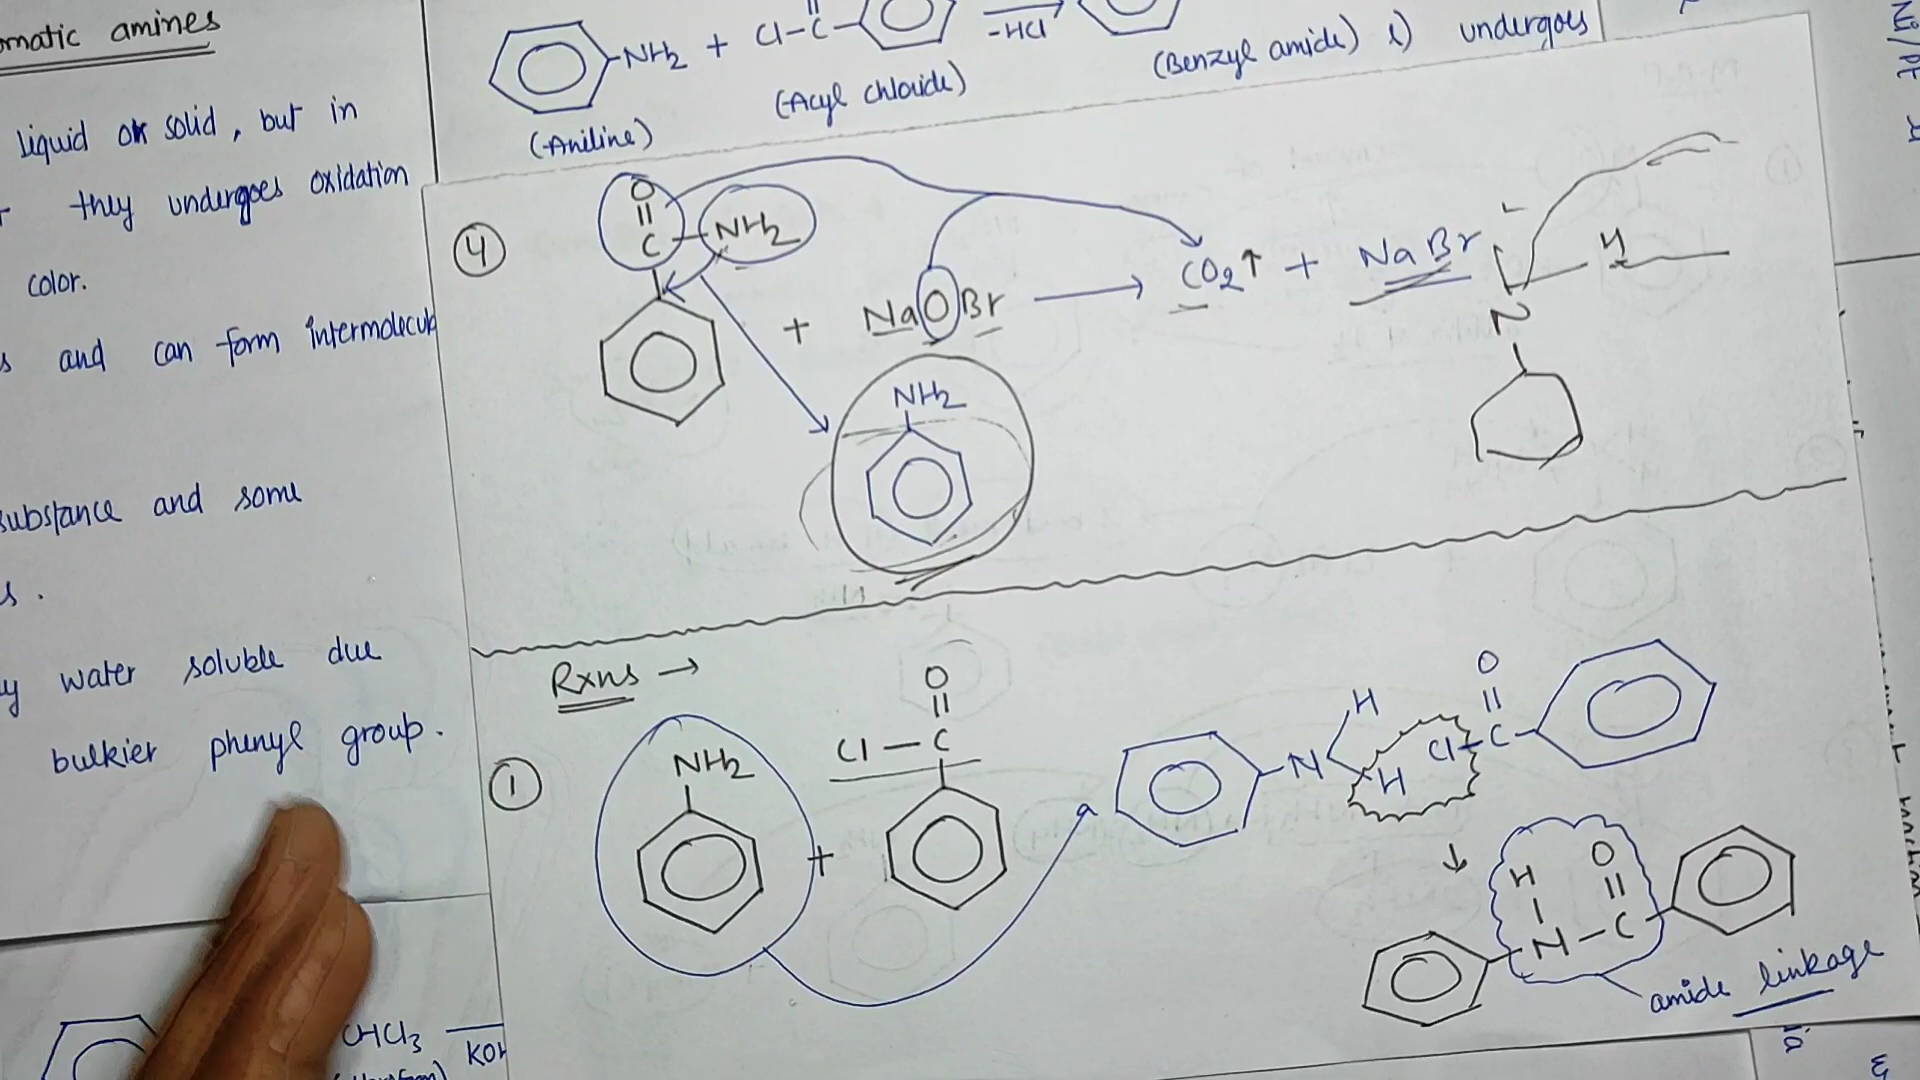 amines
liquid or solid, but in
they undergoes oxidation
color.
and can form
substance and some
water soluble due
bulkier phenyl group.
CHCl3
KOH
NH2 + Cl-C -HCl
(Aniline)
(Acyl chloride)
(Benzyl amide) i) undergoes
4
O
C NH2
+ NaOBr → CO2↑ + NaBr
NH2
N
Rxns →
1
NH2
+
O
Cl — C
N
H
H
Cl
O
C
↓
H
N - C
O
amide linkage